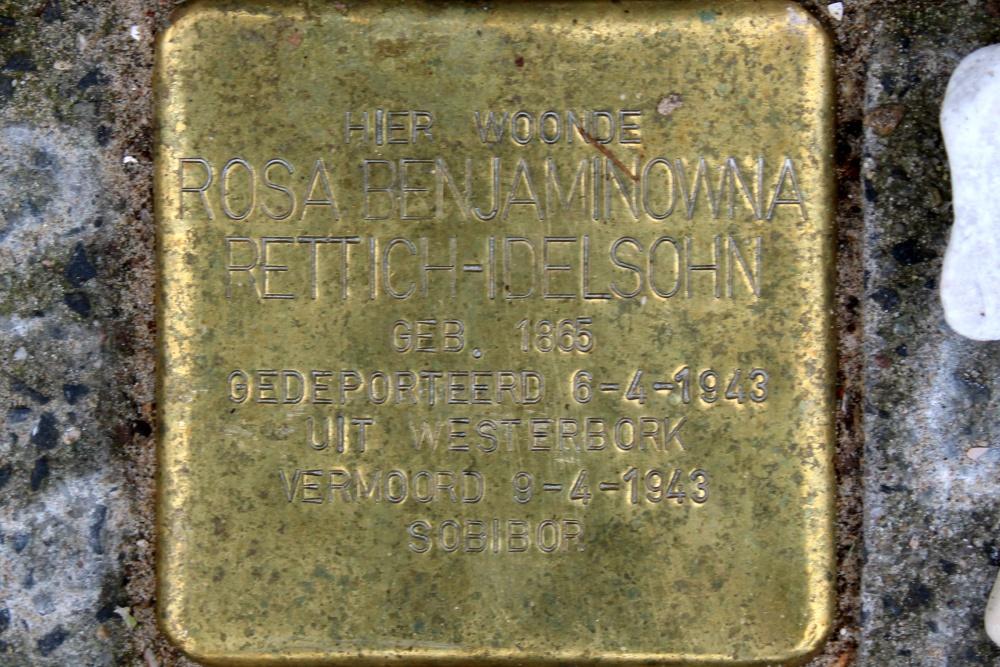 HIER WOONDE
ROSA BENJAMINOWNA
RETTICH-IDELSOHN
GEB. 1865
GEDEPORTEERD 6-4-1943
UIT WESTERBORK
VERMOORD 9-4-1943
SOBIBOR